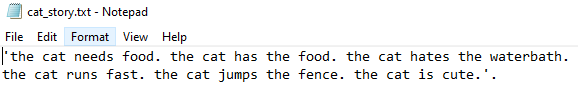 cat_story.txt - Notepad
File Edit Format View Help
'the cat needs food. the cat has the food. the cat hates the waterbath.
the cat runs fast. the cat jumps the fence. the cat is cute.'.